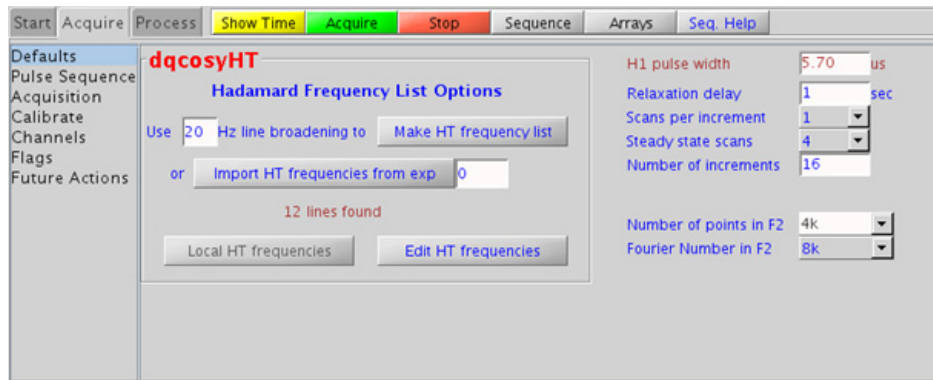 Start Acquire Process Show Time Acquire Stop Sequence Arrays Seq. Help
Defaults
Pulse Sequence
Acquisition
Calibrate
Channels
Flags
Future Actions
dqcosyHT
Hadamard Frequency List Options
Use 20 Hz line broadening to Make HT frequency list
or Import HT frequencies from exp 0
12 lines found
Local HT frequencies Edit HT frequencies
H1 pulse width 5.70 us
Relaxation delay 1 sec
Scans per increment 1
Steady state scans 4
Number of increments 16
Number of points in F2 4k
Fourier Number in F2 8k